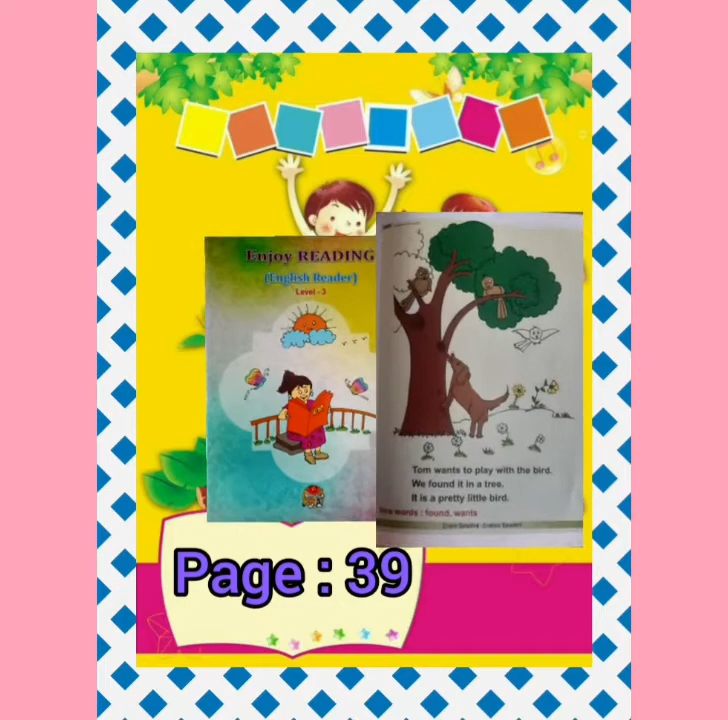 Enjoy READING
(English Reader)
Level - 3
Tom wants to play with the bird.
We found it in a tree.
It is a pretty little bird.
words : found, wants
Page : 39